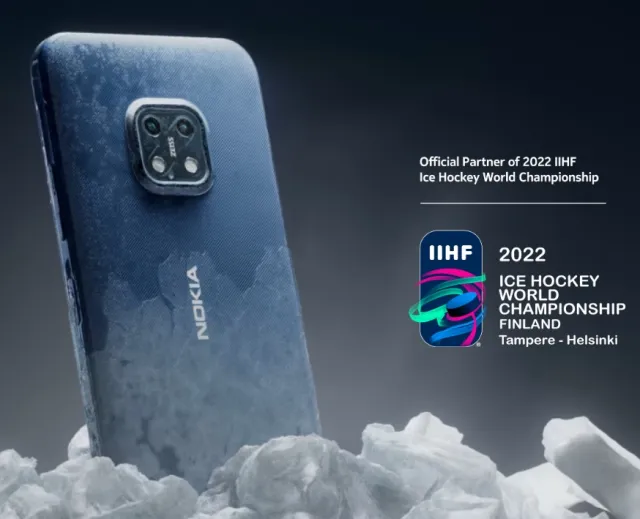 Official Partner of 2022 IIHF
Ice Hockey World Championship
IIHF
2022
ICE HOCKEY
WORLD
CHAMPIONSHIP
FINLAND
Tampere - Helsinki
ZEISS
NOKIA